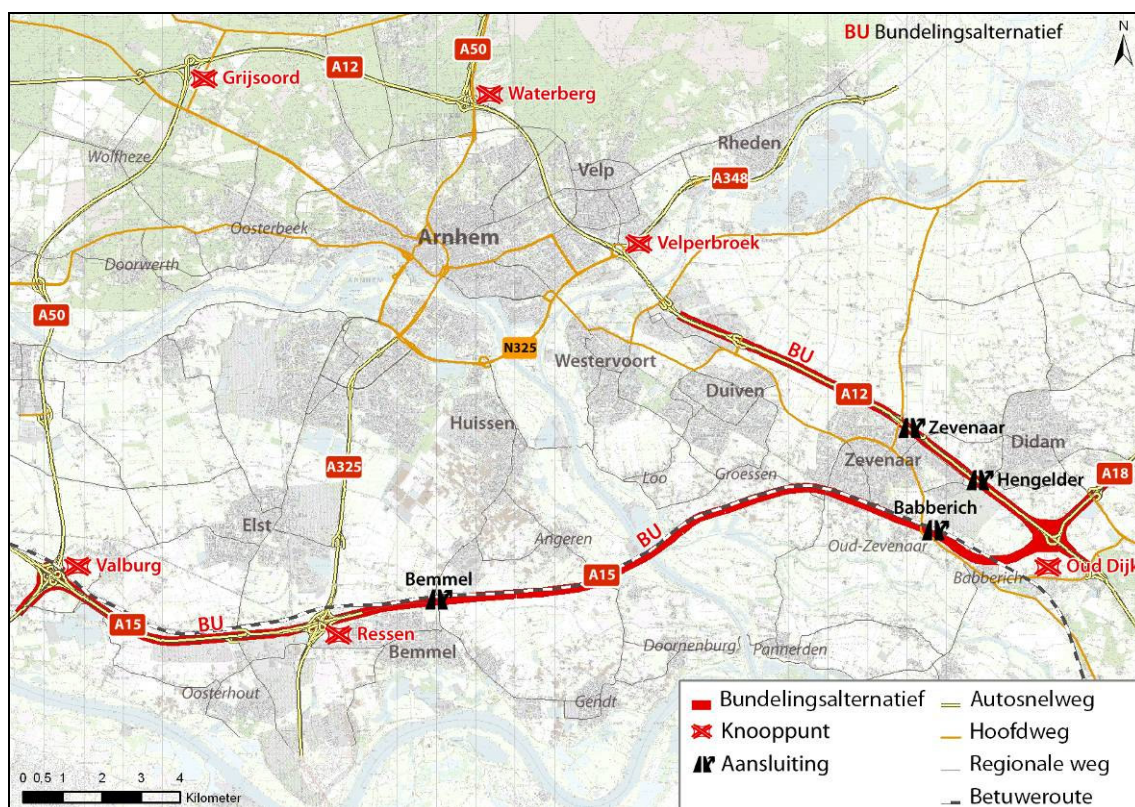 BU Bundelingsalternatief
N
A50
A12
Grijsoord
Waterberg
Wolfheze
Velp
Rheden
A348
Oosterbeek
Arnhem
Velperbroek
Doorwerth
A50
N325
Westervoort
BU
Duiven
A12
Huissen
Zevenaar
Didam
A325
Loo
Groessen
Zevenaar
Hengelder
A18
Babberich
Elst
Angeren
BU
Oud-Zevenaar
Valburg
Bemmel
A15
Babberich
Oud Dijk
A15
BU
Ressen
Bemmel
Doornenburg
Pannerden
Oosterhout
Gendt
Bundelingsalternatief
Knooppunt
Aansluiting
Autosnelweg
Hoofdweg
Regionale weg
Betuweroute
0 0,5 1 2 3 4
Kilometer